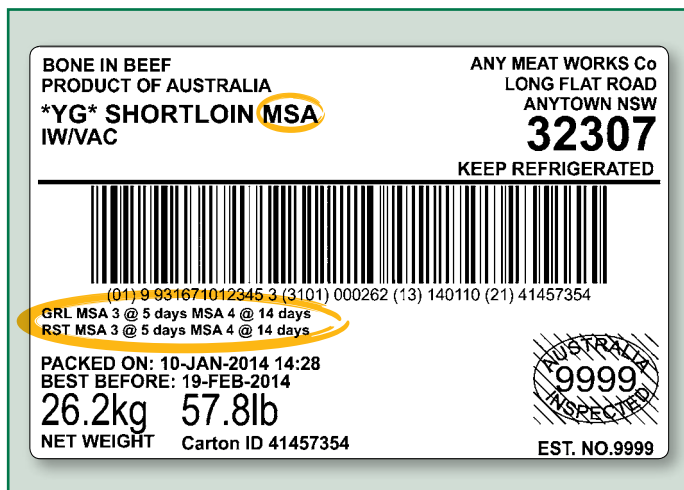 BONE IN BEEF
PRODUCT OF AUSTRALIA
*YG* SHORTLOIN MSA
IW/VAC
ANY MEAT WORKS Co
LONG FLAT ROAD
ANYTOWN NSW
32307
KEEP REFRIGERATED
(01) 9 931671012345 3 (3101) 000262 (13) 140110 (21) 41457354
GRL MSA 3 @ 5 days MSA 4 @ 14 days
RST MSA 3 @ 5 days MSA 4 @ 14 days
PACKED ON: 10-JAN-2014 14:28
BEST BEFORE: 19-FEB-2014
26.2kg 57.8lb
NET WEIGHT Carton ID 41457354
AUSTRALIA
9999
INSPECTED
EST. NO.9999